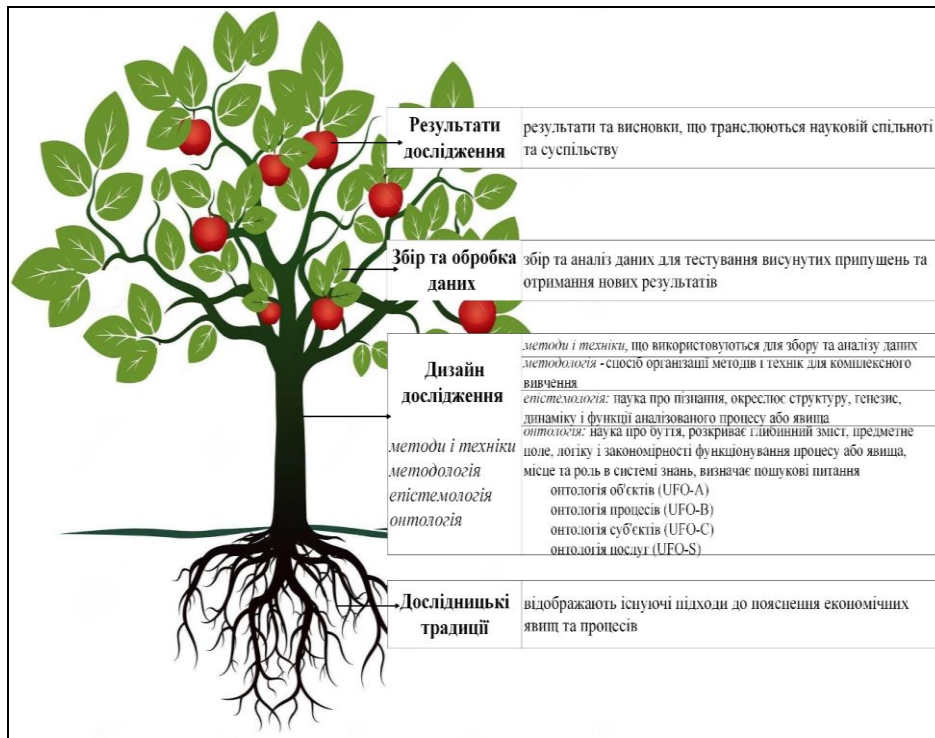 Результати
дослідження
результати та висновки, що транслюються науковій спільноті
та суспільству
Збір та обробка
даних
збір та аналіз даних для тестування висунутих припущень та
отримання нових результатів
Дизайн
дослідження
методи і техніки
методологія
епістемологія
онтологія
методи і техніки, що використовуються для збору та аналізу даних
методологія - спосіб організації методів і технік для комплексного
вивчення
епістемологія: наука про пізнання, окреслює структуру, генезис,
динаміку і функції аналізованого процесу або явища
онтологія: наука про буття, розкриває глибинний зміст, предметне
поле, логіку і закономірності функціонування процесу або явища,
місце та роль в системі знань, визначає пошукові питання
онтологія об'єктів (UFO-A)
онтологія процесів (UFO-B)
онтологія суб'єктів (UFO-C)
онтологія послуг (UFO-S)
Дослідницькі
традиції
відображають існуючі підходи до пояснення економічних
явищ та процесів